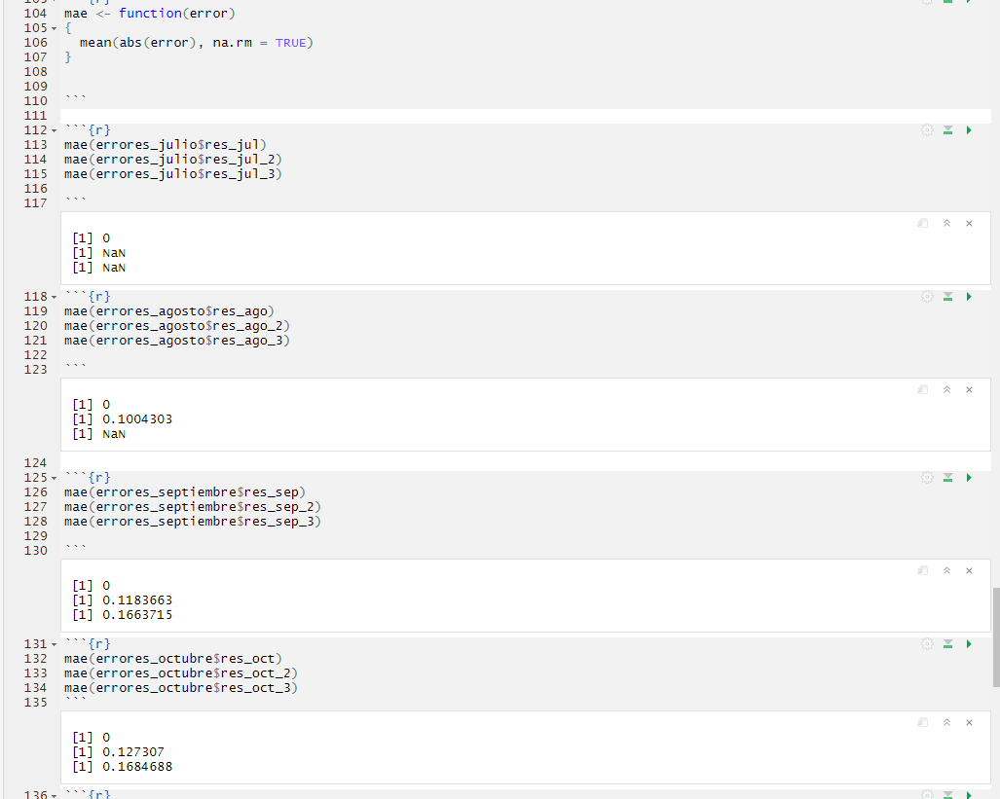 104 mae <- function(error)
105 {
106 mean(abs(error), na.rm = TRUE)
107 }
108
109
110 ```
111
112 ```{r}
113 mae(errores_julio$res_jul)
114 mae(errores_julio$res_jul_2)
115 mae(errores_julio$res_jul_3)
116
117 ```
[1] 0
[1] NaN
[1] NaN
118 ```{r}
119 mae(errores_agosto$res_ago)
120 mae(errores_agosto$res_ago_2)
121 mae(errores_agosto$res_ago_3)
122
123 ```
[1] 0
[1] 0.1004303
[1] NaN
124
125 ```{r}
126 mae(errores_septiembre$res_sep)
127 mae(errores_septiembre$res_sep_2)
128 mae(errores_septiembre$res_sep_3)
129
130 ```
[1] 0
[1] 0.1183663
[1] 0.1663715
131 ```{r}
132 mae(errores_octubre$res_oct)
133 mae(errores_octubre$res_oct_2)
134 mae(errores_octubre$res_oct_3)
135 ```
[1] 0
[1] 0.127307
[1] 0.1684688
136 ```{r}